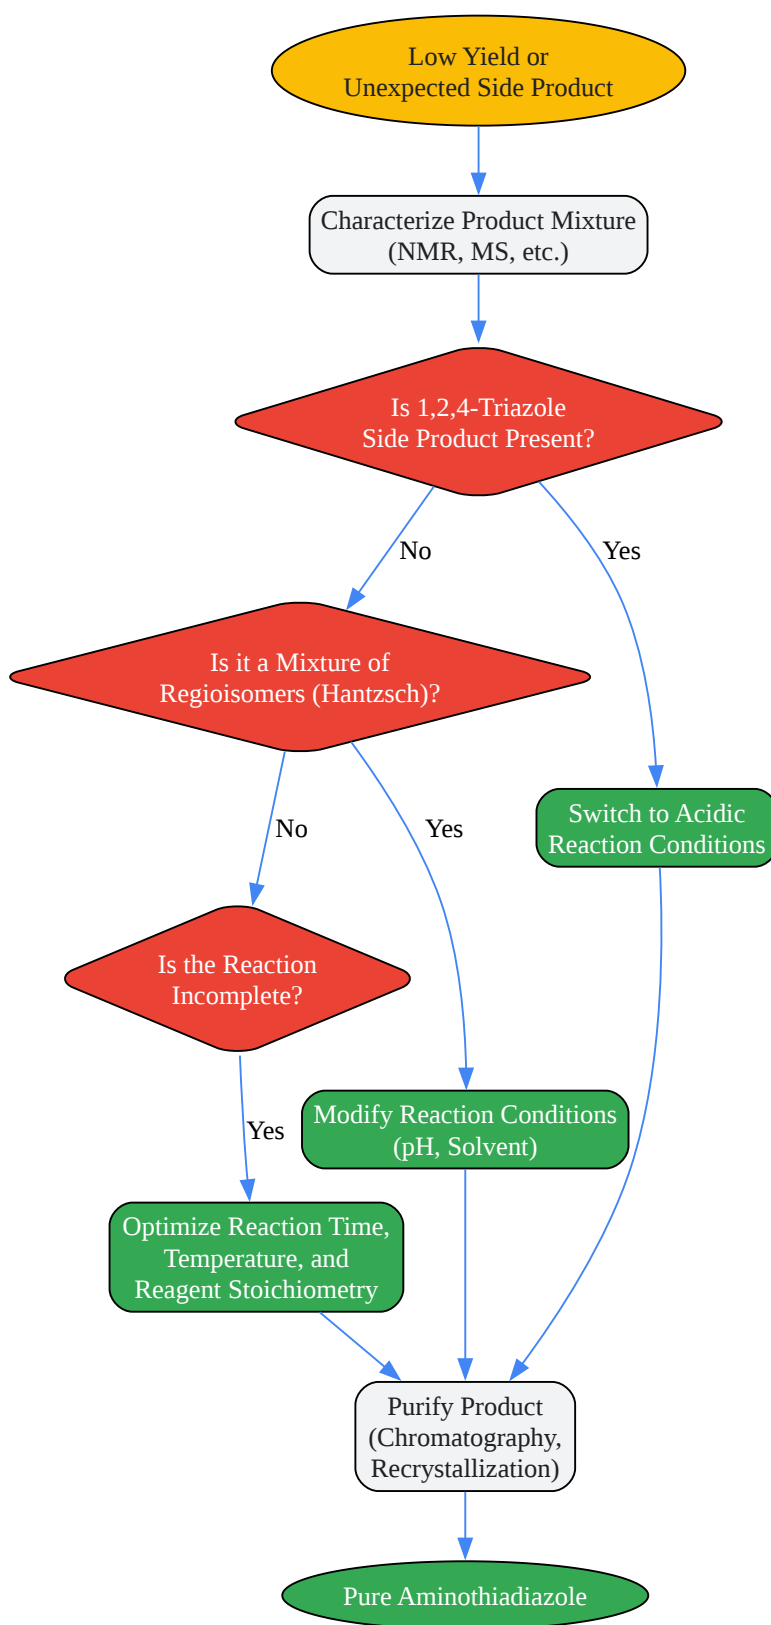 Low Yield or
Unexpected Side Product
Characterize Product Mixture
(NMR, MS, etc.)
Is 1,2,4-Triazole
Side Product Present?
No
Yes
Is it a Mixture of
Regioisomers (Hantzsch)?
No
Yes
Switch to Acidic
Reaction Conditions
Is the Reaction
Incomplete?
Yes
Modify Reaction Conditions
(pH, Solvent)
Optimize Reaction Time,
Temperature, and
Reagent Stoichiometry
Purify Product
(Chromatography,
Recrystallization)
Pure Aminothiadiazole